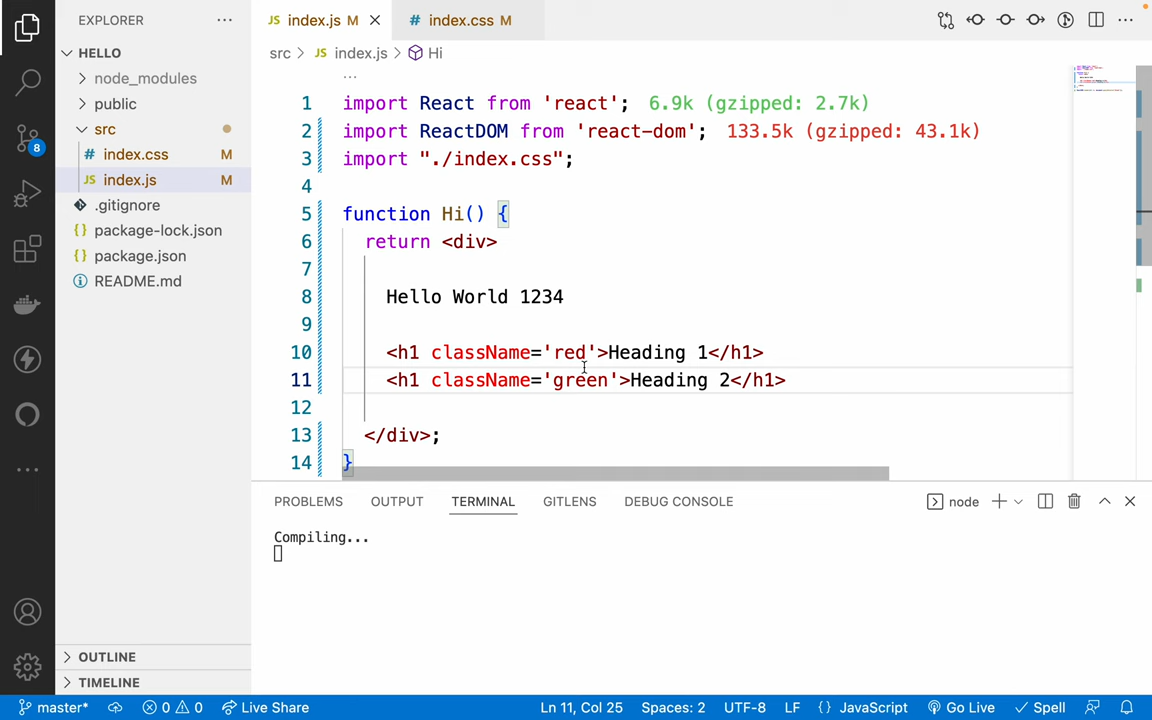 EXPLORER ···
HELLO
node_modules
public
src
# index.css M
JS index.js M
.gitignore
{} package-lock.json
{} package.json
README.md
OUTLINE
TIMELINE
8
JS index.js M
# index.css M
src > JS index.js > Hi
...
1 import React from 'react'; 6.9k (gzipped: 2.7k)
2 import ReactDOM from 'react-dom'; 133.5k (gzipped: 43.1k)
3 import "./index.css";
4
5 function Hi() {
6 return <div>
7
8 Hello World 1234
9
10 <h1 className='red'>Heading 1</h1>
11 <h1 className='green'>Heading 2</h1>
12
13 </div>;
14 }
PROBLEMS OUTPUT TERMINAL GITLENS DEBUG CONSOLE node
Compiling...
master* 0 0 Live Share Ln 11, Col 25 Spaces: 2 UTF-8 LF {} JavaScript Go Live Spell